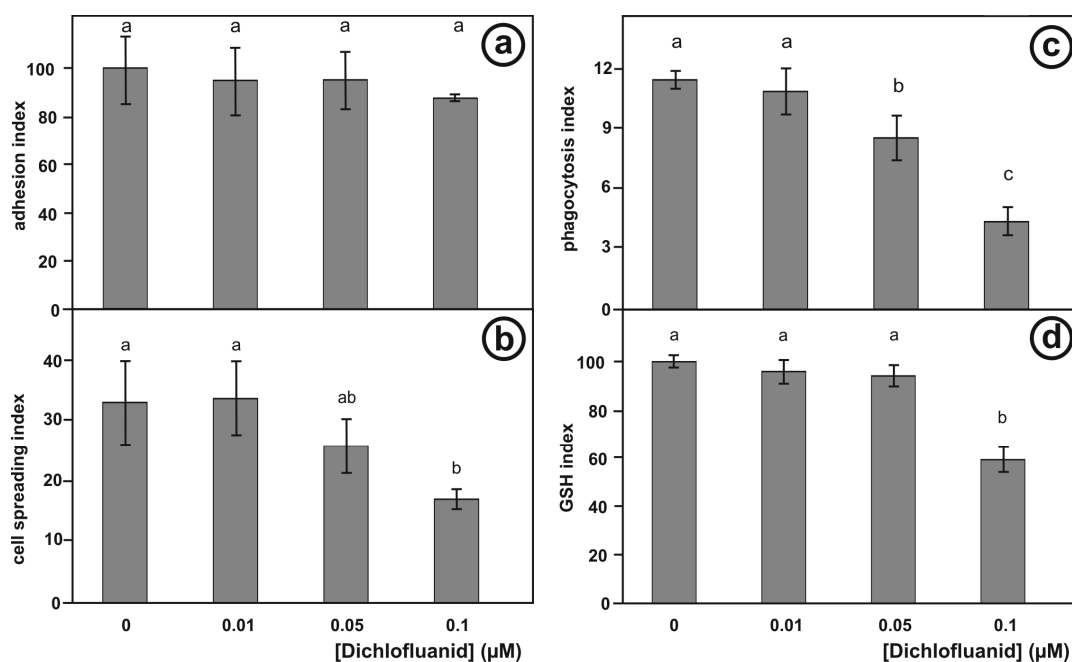 a
a a a a
100
80
60
40
20
0
adhesion index
b
a a ab b
40
30
20
10
0
cell spreading index
0 0.01 0.05 0.1
[Dichlofluanid] (µM)
c
a a b c
12
9
6
3
0
phagocytosis index
d
a a a b
100
80
60
40
20
0
GSH index
0 0.01 0.05 0.1
[Dichlofluanid] (µM)